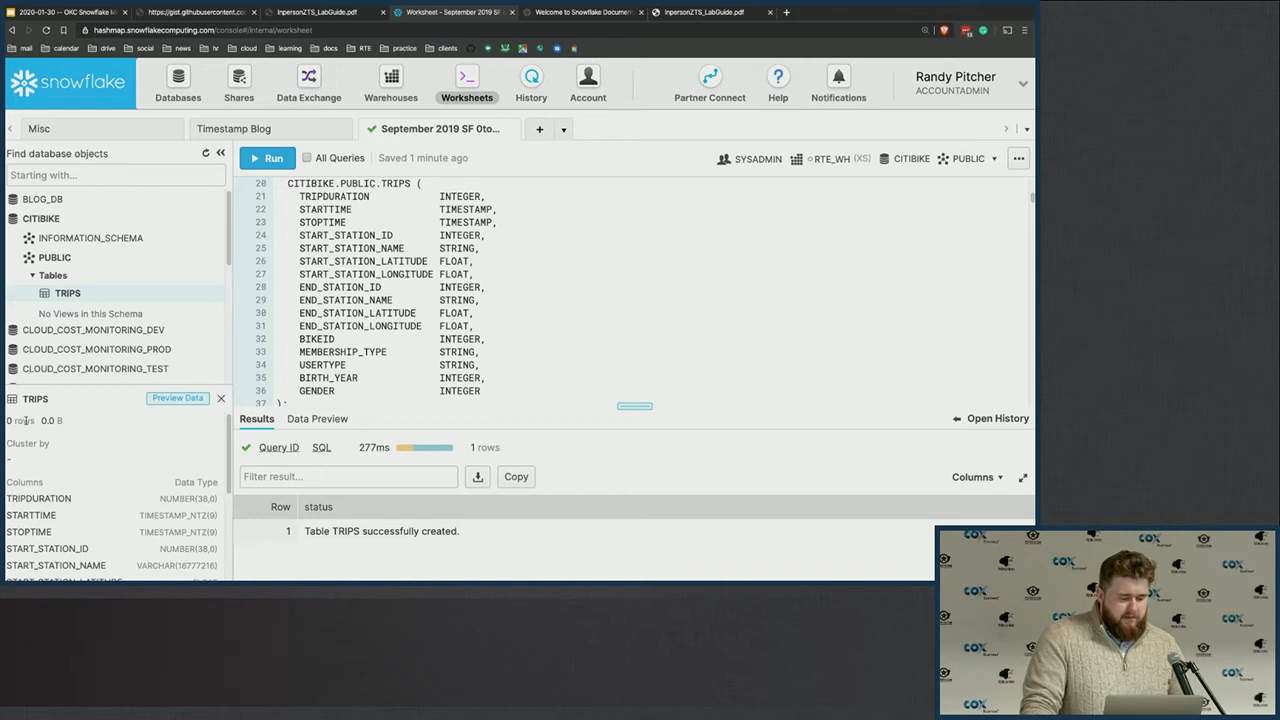 2020-01-30 — OKC Snowflake M
https://gist.githubusercontent.co
InpersonZTS_LabGuide.pdf
Worksheet - September 2019 SF
Welcome to Snowflake Docume
InpersonZTS_LabGuide.pdf
hashmap.snowflakecomputing.com/console#/internal/worksheet
mail calendar drive social news hr cloud learning docs RTE practice clients
snowflake
Databases Shares Data Exchange Warehouses Worksheets History Account Partner Connect Help Notifications
Randy Pitcher
ACCOUNTADMIN
Misc Timestamp Blog September 2019 SF 0to...
Find database objects
Starting with...
BLOG_DB
CITIBIKE
INFORMATION_SCHEMA
PUBLIC
Tables
TRIPS
No Views in this Schema
CLOUD_COST_MONITORING_DEV
CLOUD_COST_MONITORING_PROD
CLOUD_COST_MONITORING_TEST
TRIPS Preview Data
0 rows 0.0 B
Cluster by
-
Columns Data Type
TRIPDURATION NUMBER(38,0)
STARTTIME TIMESTAMP_NTZ(9)
STOPTIME TIMESTAMP_NTZ(9)
START_STATION_ID NUMBER(38,0)
START_STATION_NAME VARCHAR(16777216)
START_STATION_LATITUDE FLOAT
Run All Queries Saved 1 minute ago SYSADMIN RTE_WH (XS) CITIBIKE PUBLIC
20 CITIBIKE.PUBLIC.TRIPS (
21 TRIPDURATION INTEGER,
22 STARTTIME TIMESTAMP,
23 STOPTIME TIMESTAMP,
24 START_STATION_ID INTEGER,
25 START_STATION_NAME STRING,
26 START_STATION_LATITUDE FLOAT,
27 START_STATION_LONGITUDE FLOAT,
28 END_STATION_ID INTEGER,
29 END_STATION_NAME STRING,
30 END_STATION_LATITUDE FLOAT,
31 END_STATION_LONGITUDE FLOAT,
32 BIKEID INTEGER,
33 MEMBERSHIP_TYPE STRING,
34 USERTYPE STRING,
35 BIRTH_YEAR INTEGER,
36 GENDER INTEGER
37 );
Results Data Preview Open History
Query ID SQL 277ms 1 rows
Filter result... Copy Columns
Row status
1 Table TRIPS successfully created.
COX